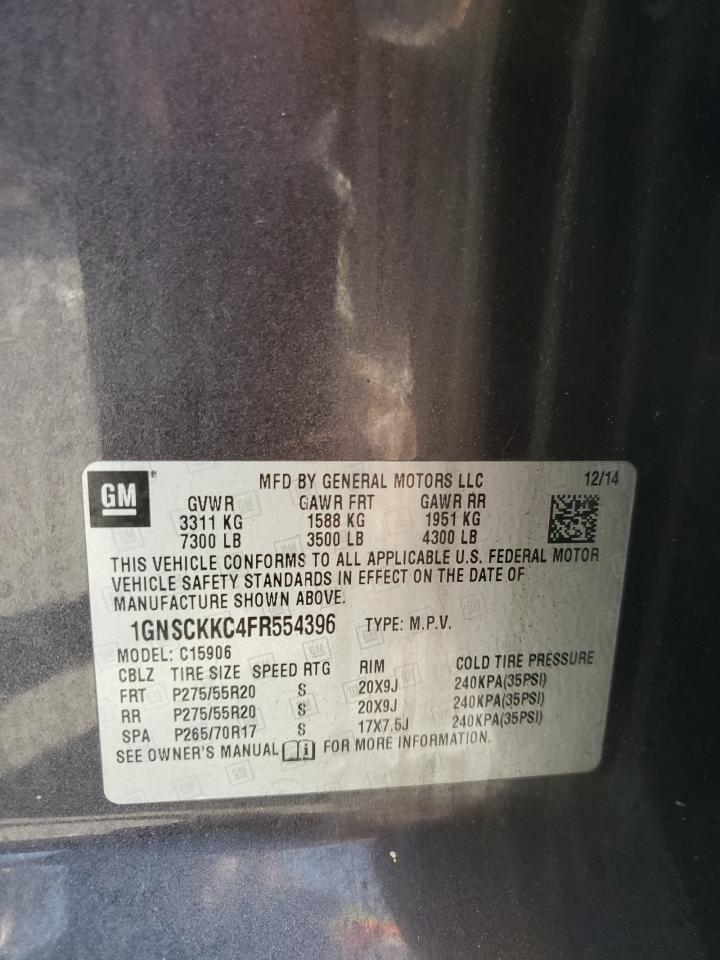 GM®
MFD BY GENERAL MOTORS LLC 12/14
GVWR GAWR FRT GAWR RR
3311 KG 1588 KG 1951 KG
7300 LB 3500 LB 4300 LB
THIS VEHICLE CONFORMS TO ALL APPLICABLE U.S. FEDERAL MOTOR
VEHICLE SAFETY STANDARDS IN EFFECT ON THE DATE OF
MANUFACTURE SHOWN ABOVE.
1GNSCKKC4FR554396 TYPE: M.P.V.
MODEL: C15906
CBLZ TIRE SIZE SPEED RTG RIM COLD TIRE PRESSURE
FRT P275/55R20 S 20X9J 240KPA(35PSI)
RR P275/55R20 S 20X9J 240KPA(35PSI)
SPA P265/70R17 S 17X7.5J 240KPA(35PSI)
SEE OWNER'S MANUAL FOR MORE INFORMATION.